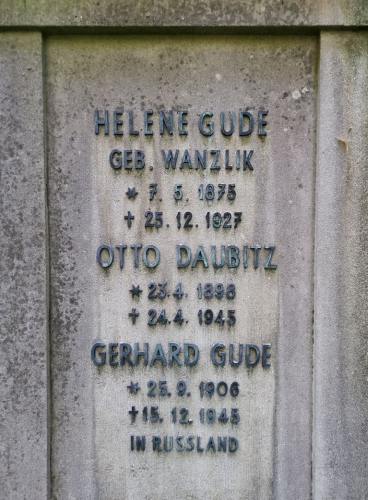 HELENE GUDE
GEB. WANZLIK
* 7. 5. 1875
† 25. 12. 1927
OTTO DAUBITZ
* 23.4. 1898
† 24.4. 1945
GERHARD GUDE
* 25. 9. 1906
† 15. 12. 1945
IN RUSSLAND